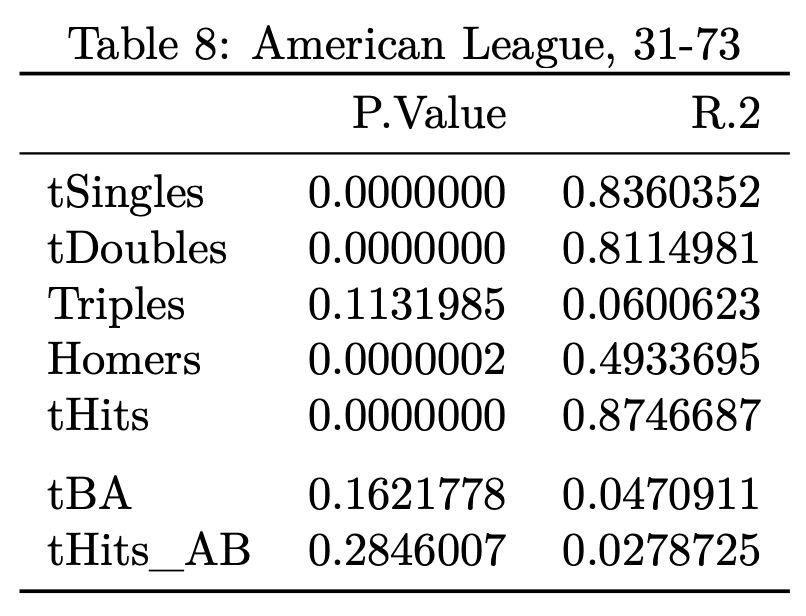 Table 8: American League, 31-73
P.Value R.2
tSingles 0.0000000 0.8360352
tDoubles 0.0000000 0.8114981
Triples 0.1131985 0.0600623
Homers 0.0000002 0.4933695
tHits 0.0000000 0.8746687
tBA 0.1621778 0.0470911
tHits_AB 0.2846007 0.0278725